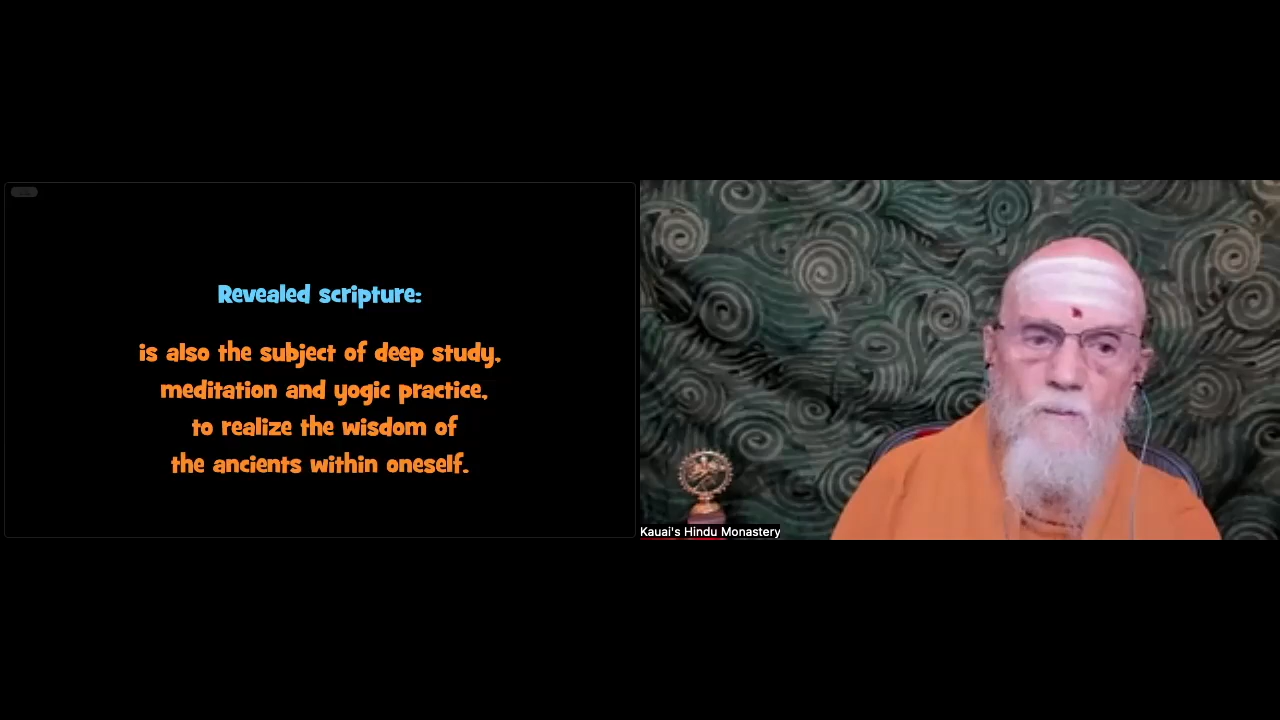 Revealed scripture:
is also the subject of deep study,
meditation and yogic practice,
to realize the wisdom of
the ancients within oneself.
Kauai's Hindu Monastery